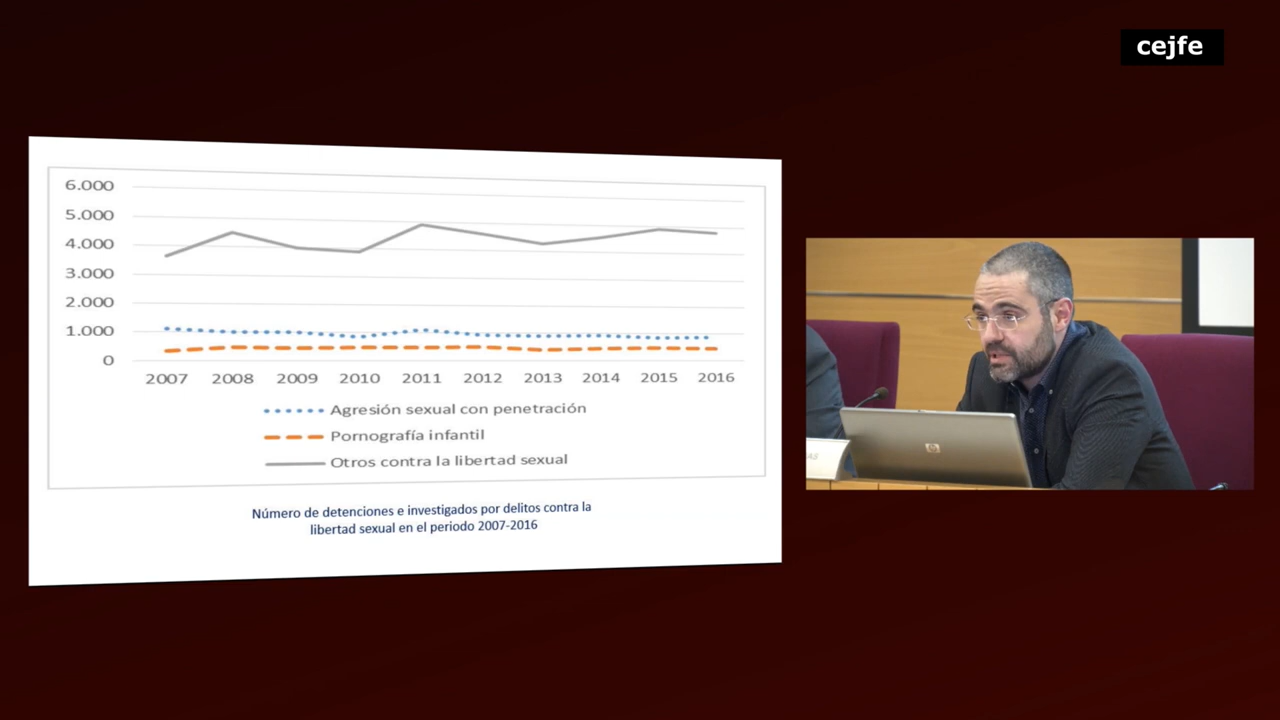 cejfe
6.000
5.000
4.000
3.000
2.000
1.000
0
2007 2008 2009 2010 2011 2012 2013 2014 2015 2016
Agresión sexual con penetración
Pornografía infantil
Otros contra la libertad sexual
Número de detenciones e investigados por delitos contra la
libertad sexual en el periodo 2007-2016
hp